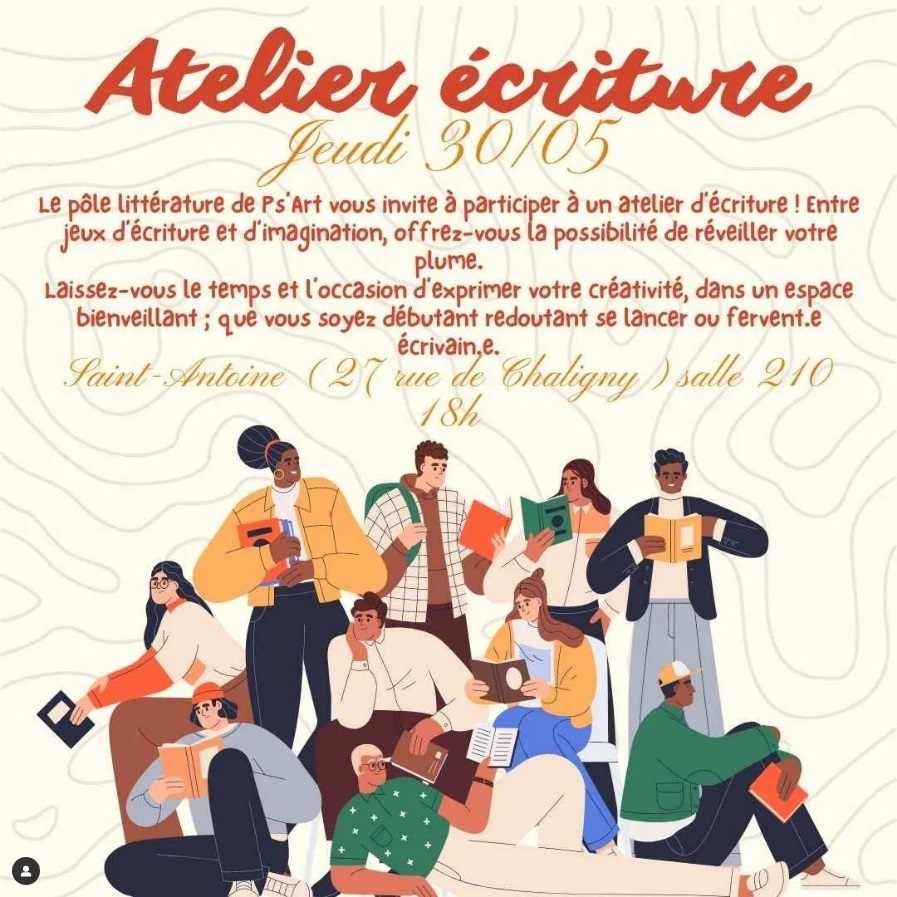 Atelier écriture
Jeudi 30/05
Le pôle littérature de Ps'Art vous invite à participer à un atelier d'écriture ! Entre
jeux d'écriture et d'imagination, offrez-vous la possibilité de réveiller votre
plume.
Laissez-vous le temps et l'occasion d'exprimer votre créativité, dans un espace
bienveillant ; que vous soyez débutant redoutant se lancer ou fervent.e
écrivain.e.
Saint-Antoine (27 rue de Chaligny) salle 210
18h